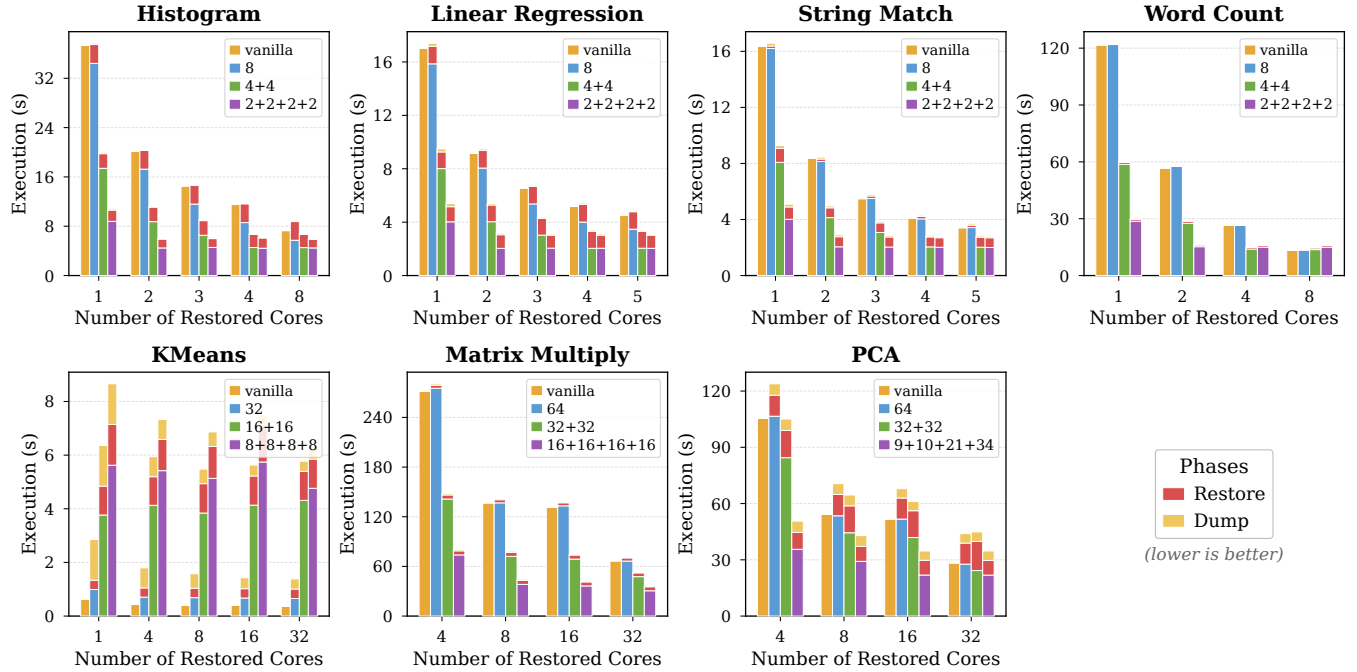 Histogram
Execution (s)
32
24
16
8
0
vanilla
8
4+4
2+2+2+2
1 2 3 4 8
Number of Restored Cores
Linear Regression
Execution (s)
16
12
8
4
0
vanilla
8
4+4
2+2+2+2
1 2 3 4 5
Number of Restored Cores
String Match
Execution (s)
16
12
8
4
0
vanilla
8
4+4
2+2+2+2
1 2 3 4 5
Number of Restored Cores
Word Count
Execution (s)
120
90
60
30
0
vanilla
8
4+4
2+2+2+2
1 2 4 8
Number of Restored Cores
KMeans
Execution (s)
8
6
4
2
0
vanilla
32
16+16
8+8+8+8
1 4 8 16 32
Number of Restored Cores
Matrix Multiply
Execution (s)
240
180
120
60
0
vanilla
64
32+32
16+16+16+16
4 8 16 32
Number of Restored Cores
PCA
Execution (s)
120
90
60
30
0
vanilla
64
32+32
9+10+21+34
4 8 16 32
Number of Restored Cores
Phases
Restore
Dump
(lower is better)